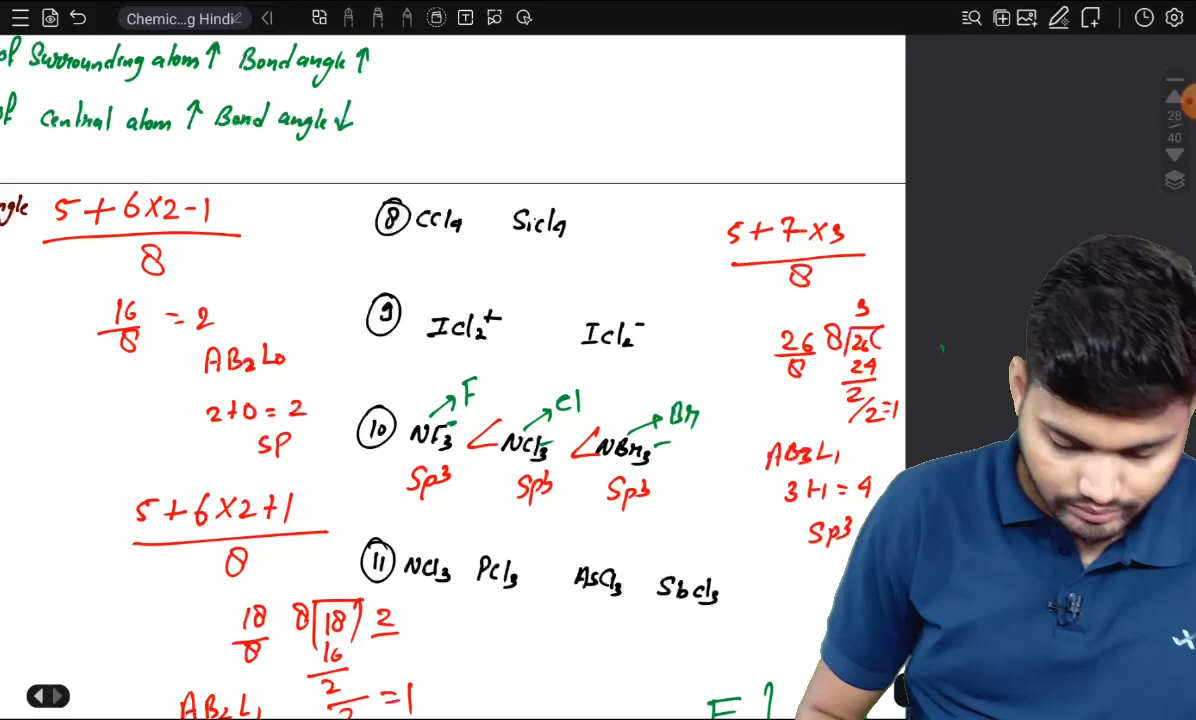 Chemic...g Hindi
of Surrounding atom ↑ Bond angle ↑
of Central atom ↑ Bond angle ↓
ngle
5+6×2-1
8
16
8
= 2
AB2L0
2+0=2
SP
5+6×2+1
8
18
8
8 18 2
16
2
2
=1
AB2L1
8 CCl4 SiCl4
9 ICl2+ ICl2-
F Cl Br
10 NF3 < NCl3 < NBr3
Sp3 Sp3 Sp3
11 NCl3 PCl3 AsCl3 SbCl3
5+7×3
8
26
8
3
8 26
24
2
/2=1
AB3L1
3+1=4
Sp3
28
40